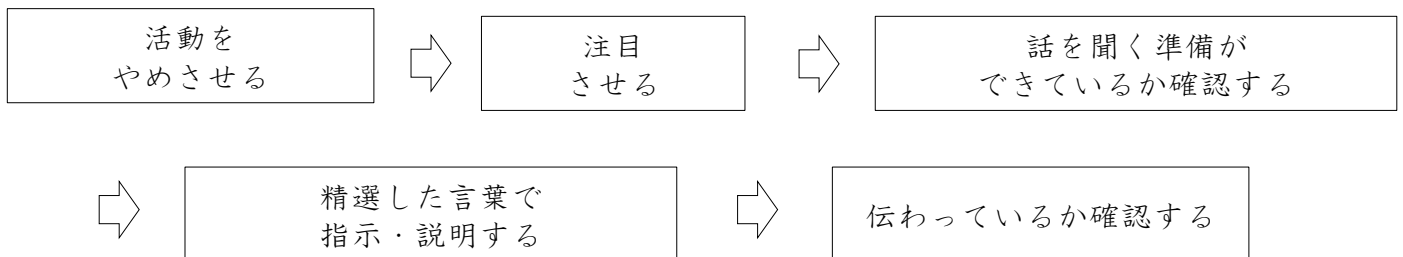 活動を
やめさせる
注目
させる
話を聞く準備が
できているか確認する
精選した言葉で
指示・説明する
伝わっているか確認する